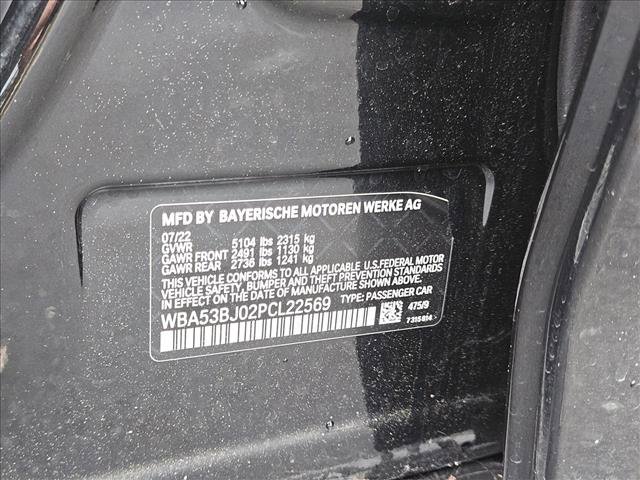 MFD BY BAYERISCHE MOTOREN WERKE AG
07/22
GVWR 5104 lbs 2315 kg
GAWR FRONT 2491 lbs 1130 kg
GAWR REAR 2736 lbs 1241 kg
THIS VEHICLE CONFORMS TO ALL APPLICABLE U.S.FEDERAL MOTOR
VEHICLE SAFETY, BUMPER AND THEFT PREVENTION STANDARDS
IN EFFECT ON THE DATE OF MANUFACTURE SHOWN ABOVE.
WBA53BJ02PCL22569 TYPE: PASSENGER CAR
475/9
7315814